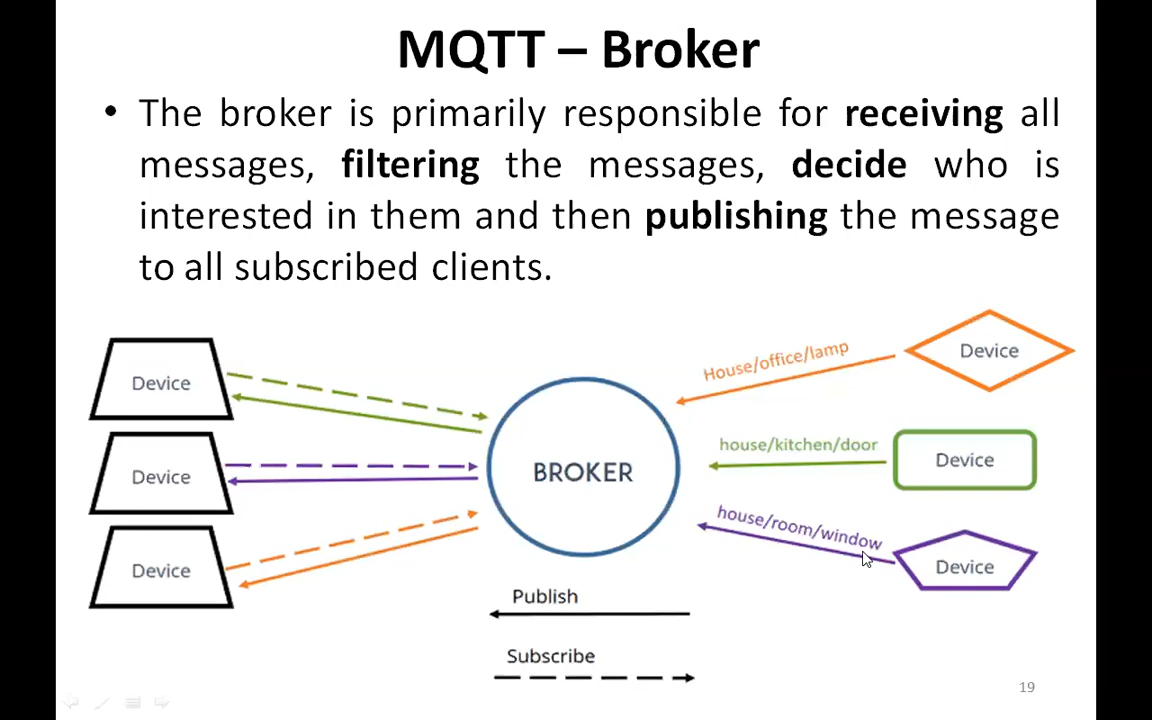 MQTT – Broker
• The broker is primarily responsible for receiving all
messages, filtering the messages, decide who is
interested in them and then publishing the message
to all subscribed clients.
Device
Device
Device
BROKER
House/office/lamp
Device
house/kitchen/door
Device
house/room/window
Device
Publish
Subscribe
19